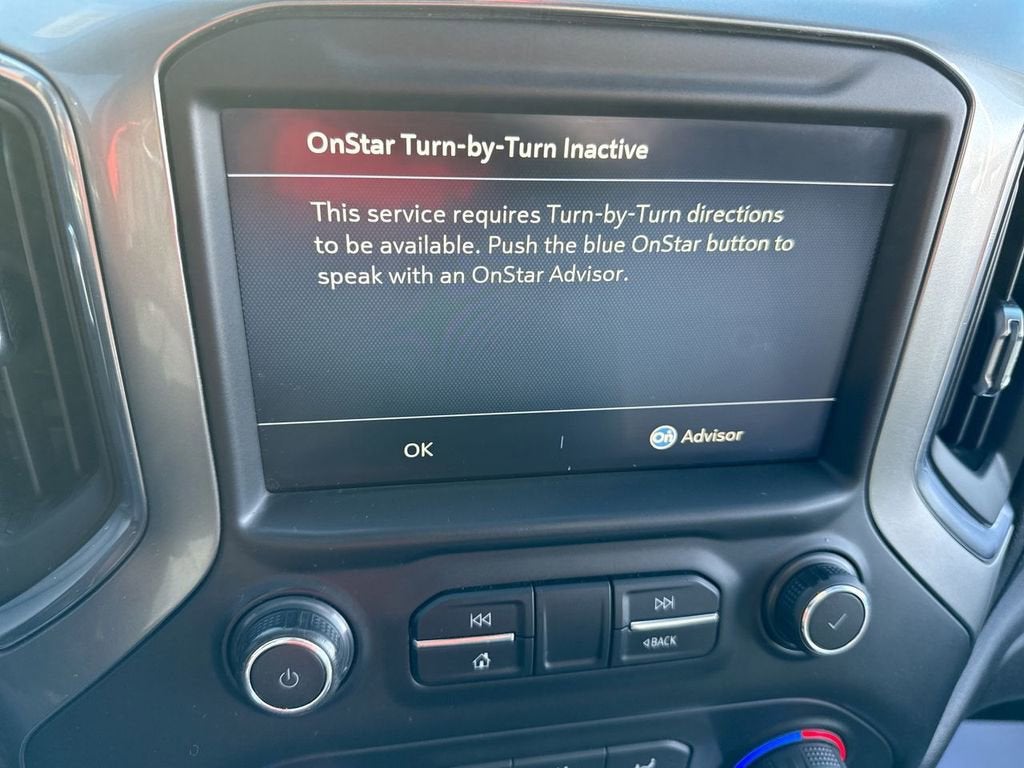 OnStar Turn-by-Turn Inactive
This service requires Turn-by-Turn directions
to be available. Push the blue OnStar button to
speak with an OnStar Advisor.
OK
On Advisor
BACK